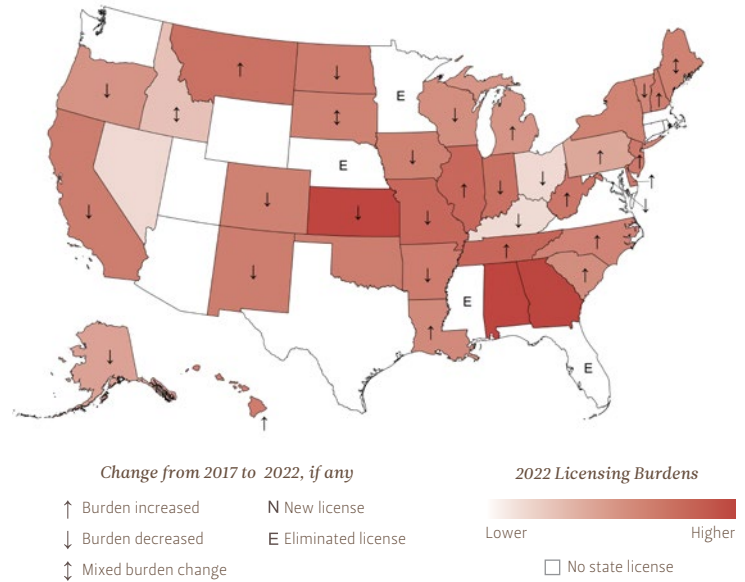 ↑
↓
E
↕
↓
↓
↑
↓
↑
↕
↕
E
↓
↓
↑
↑
↓
↓
↓
↑
↓
↓
↓
↑
↑
↓
↓
↑
↑
↓
↑
↓
E
↑
E
↑
Change from 2017 to 2022, if any
2022 Licensing Burdens
↑ Burden increased
N New license
↓ Burden decreased
E Eliminated license
Lower
Higher
↕ Mixed burden change
No state license